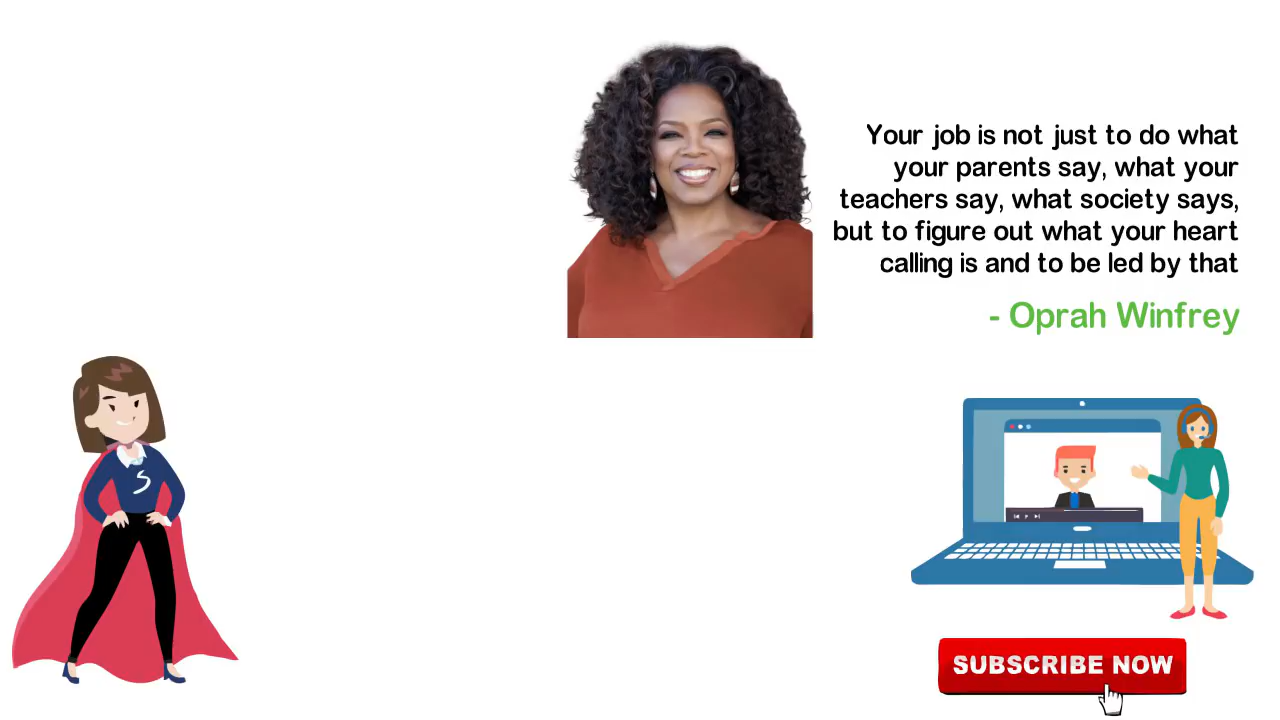 Your job is not just to do what
your parents say, what your
teachers say, what society says,
but to figure out what your heart
calling is and to be led by that
- Oprah Winfrey
S
SUBSCRIBE NOW